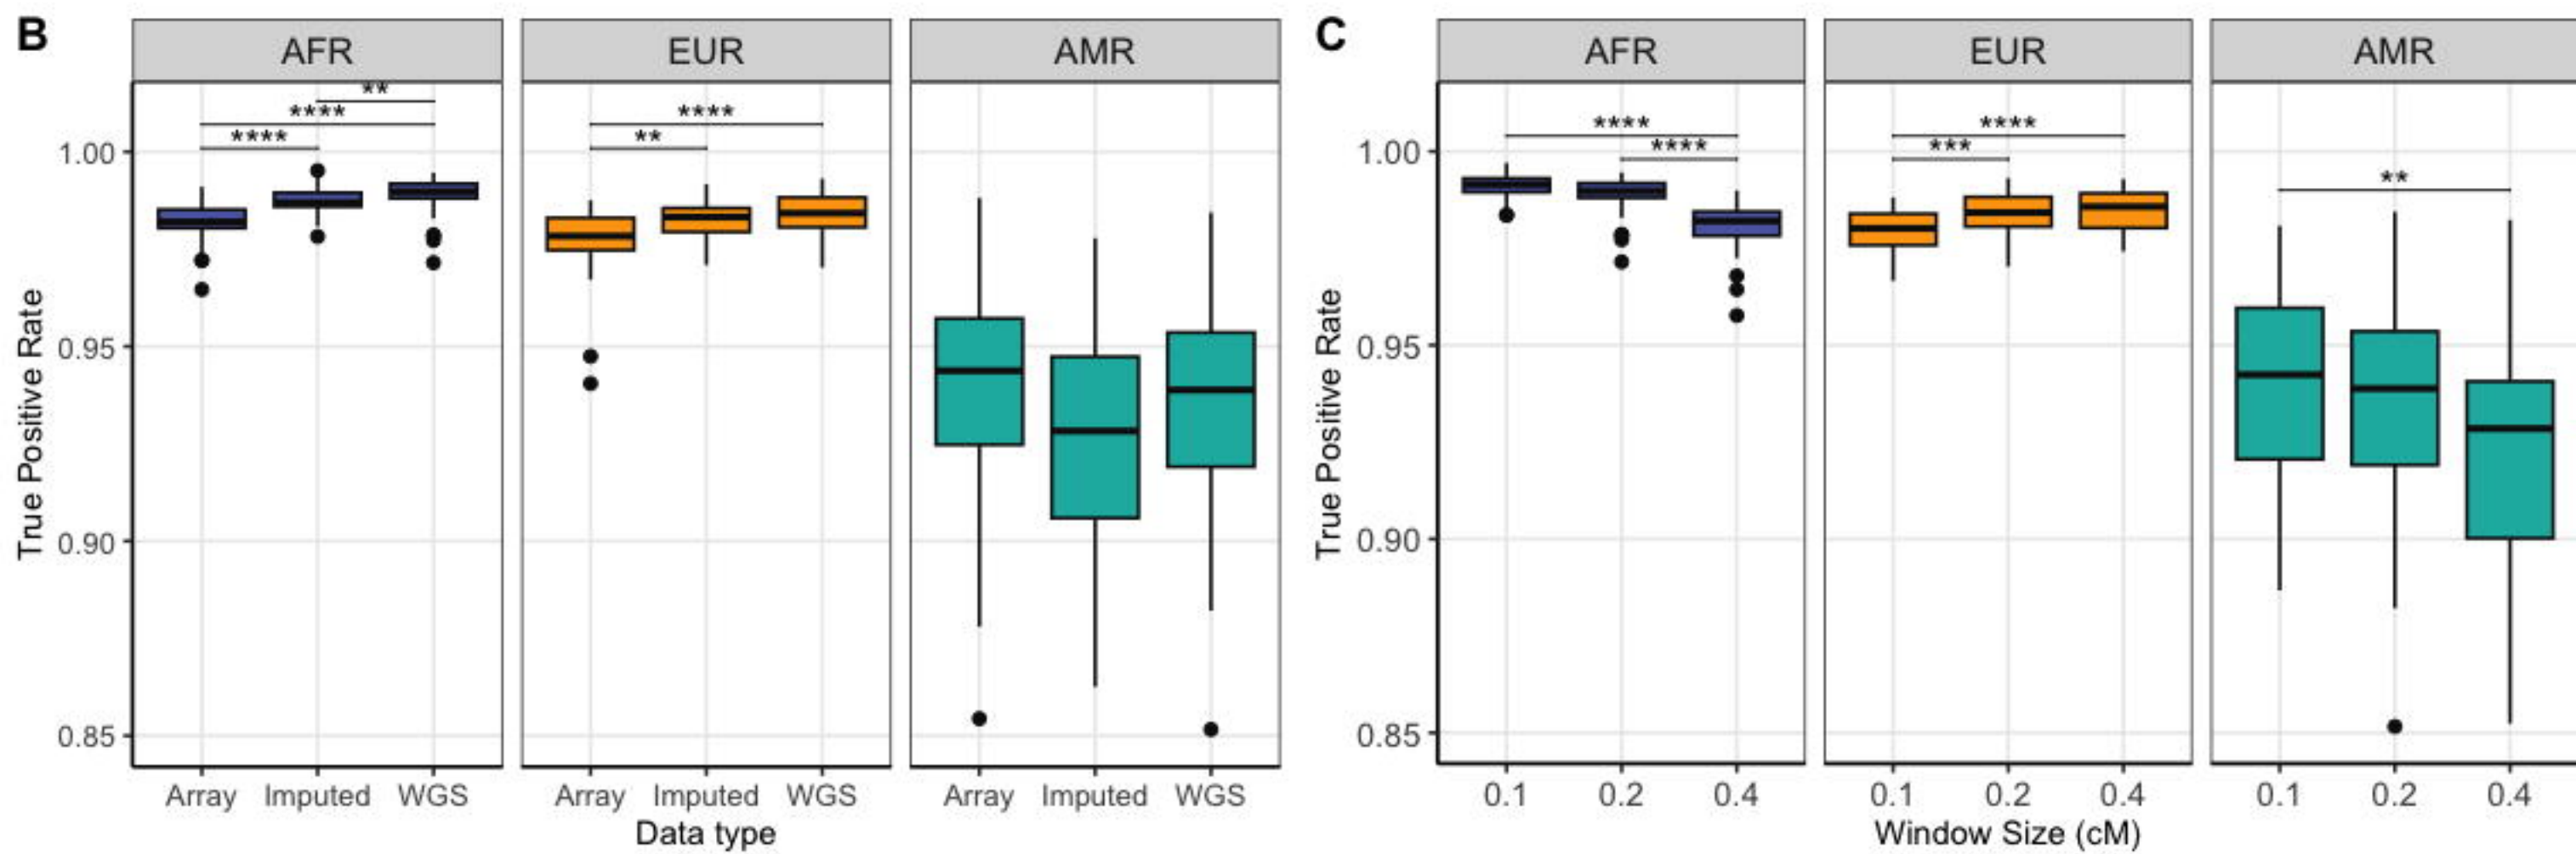 B
AFR EUR AMR
**
****
****
****
**
1.00
0.95
0.90
0.85
True Positive Rate
Array Imputed WGS Array Imputed WGS Array Imputed WGS
Data type
C
AFR EUR AMR
****
****
****
***
**
1.00
0.95
0.90
0.85
True Positive Rate
0.1 0.2 0.4 0.1 0.2 0.4 0.1 0.2 0.4
Window Size (cM)